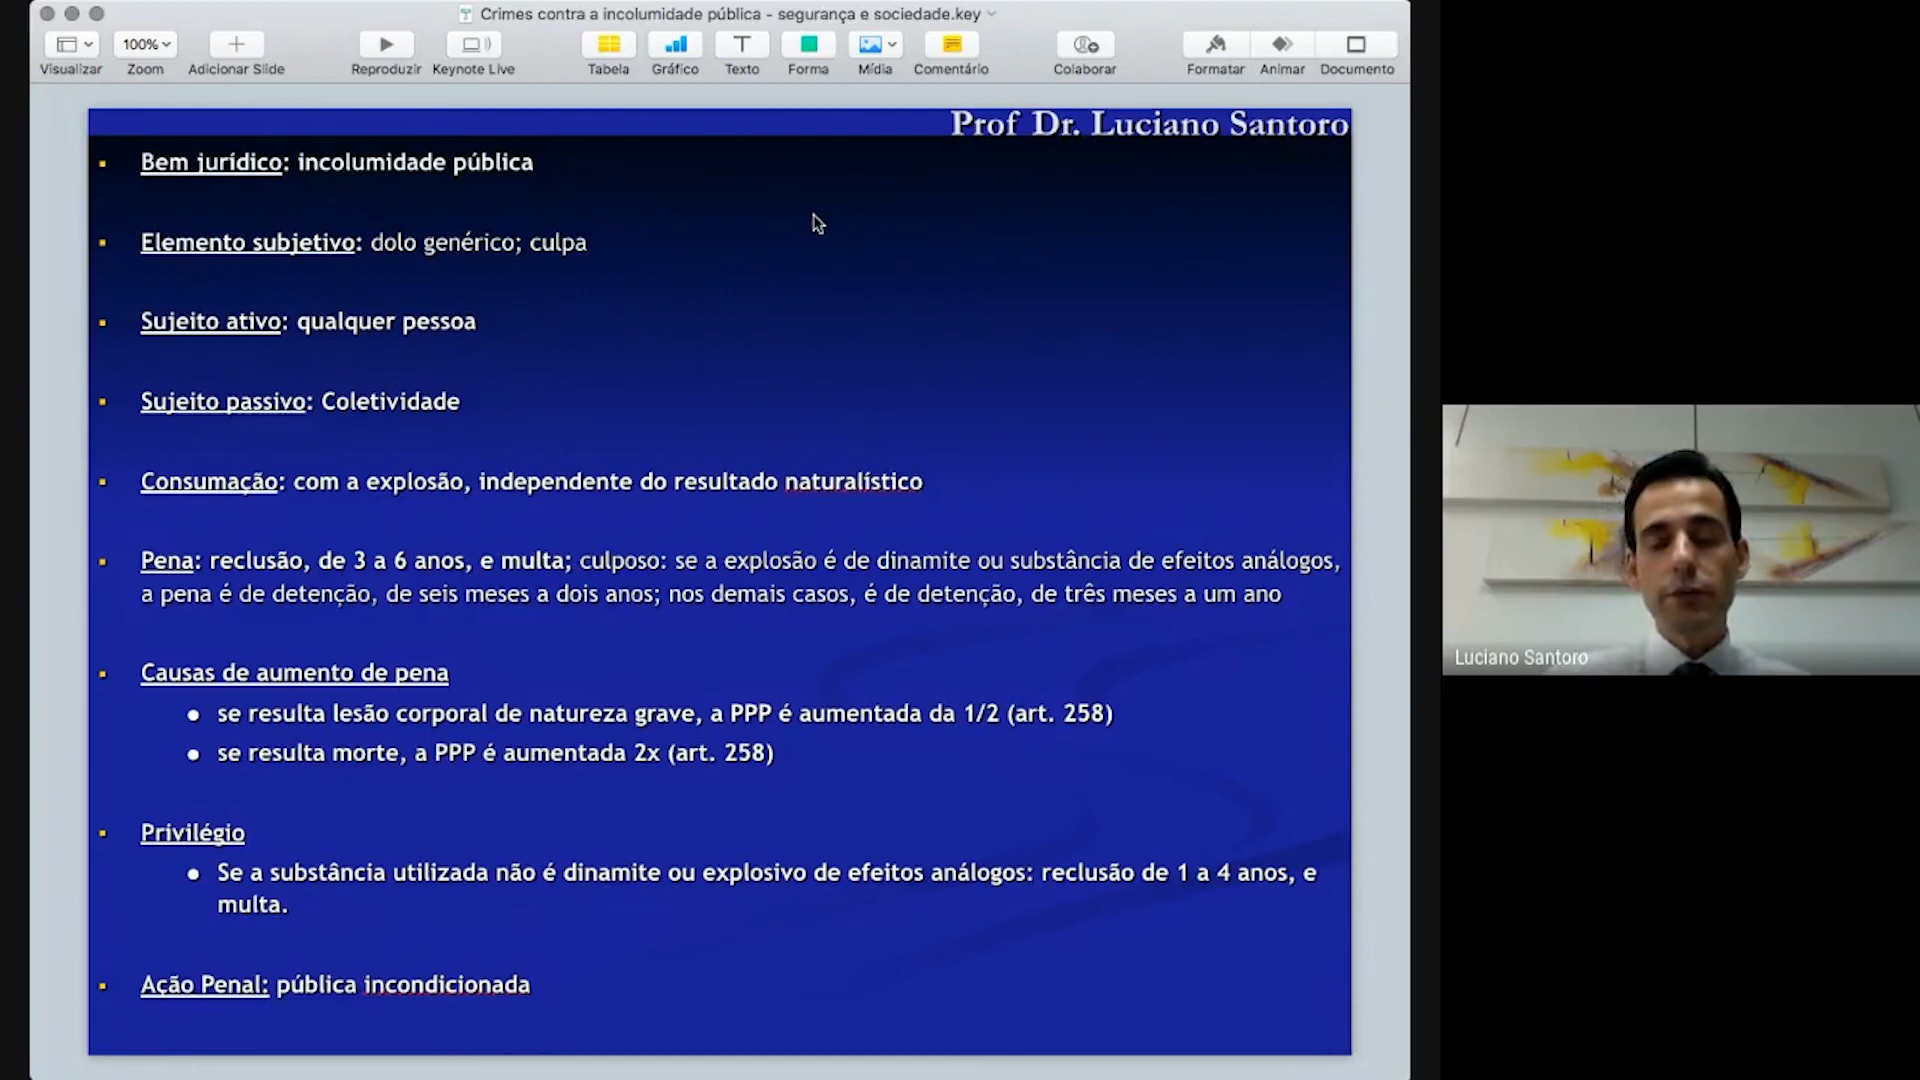 Crimes contra a incolumidade pública - segurança e sociedade.key
100%
Visualizar Zoom Adicionar Slide Reproduzir Keynote Live Tabela Gráfico Texto Forma Mídia Comentário Colaborar Formatar Animar Documento
Prof Dr. Luciano Santoro
Bem jurídico: incolumidade pública
Elemento subjetivo: dolo genérico; culpa
Sujeito ativo: qualquer pessoa
Sujeito passivo: Coletividade
Consumação: com a explosão, independente do resultado naturalístico
Pena: reclusão, de 3 a 6 anos, e multa; culposo: se a explosão é de dinamite ou substância de efeitos análogos,
a pena é de detenção, de seis meses a dois anos; nos demais casos, é de detenção, de três meses a um ano
Causas de aumento de pena
se resulta lesão corporal de natureza grave, a PPP é aumentada da 1/2 (art. 258)
se resulta morte, a PPP é aumentada 2x (art. 258)
Privilégio
Se a substância utilizada não é dinamite ou explosivo de efeitos análogos: reclusão de 1 a 4 anos, e
multa.
Ação Penal: pública incondicionada
Luciano Santoro